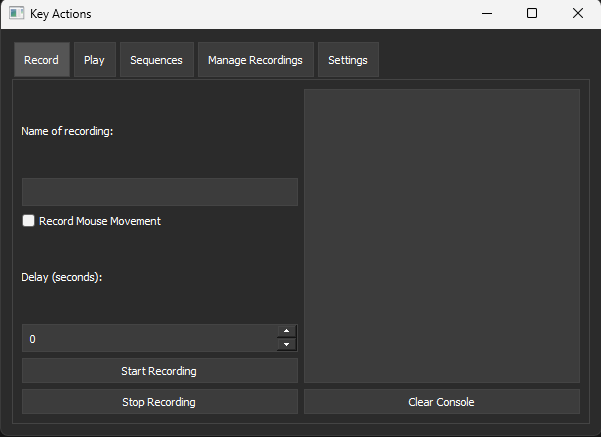 Key Actions
Record Play Sequences Manage Recordings Settings
Name of recording:
Record Mouse Movement
Delay (seconds):
0
Start Recording
Stop Recording Clear Console